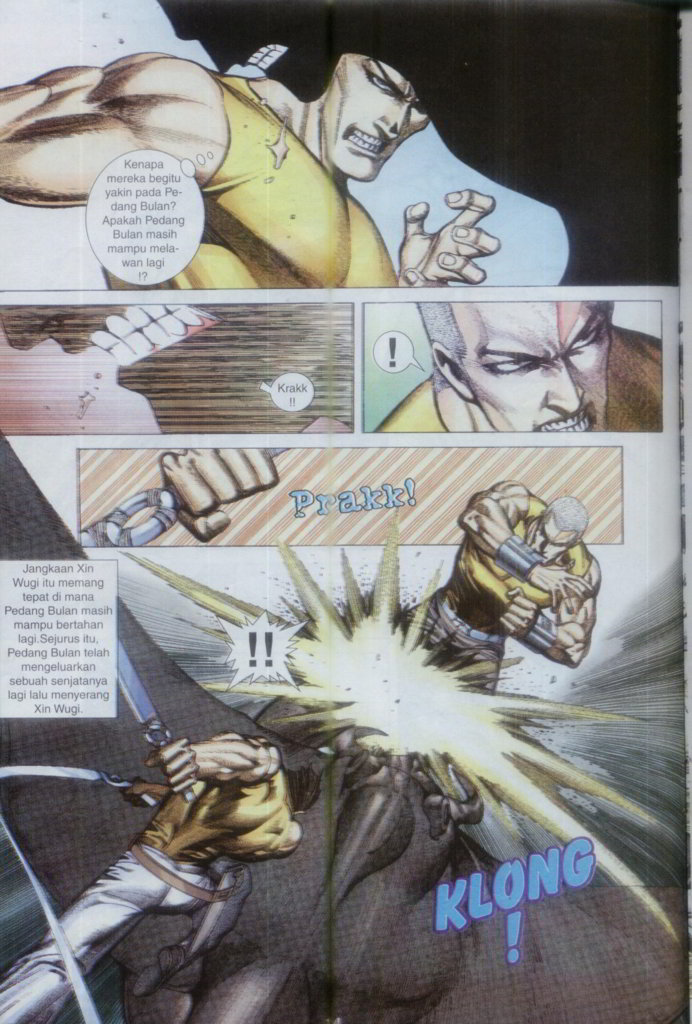 Kenapa
mereka begitu
yakin pada Pe-
dang Bulan?
Apakah Pedang
Bulan masih
mampu mela-
wan lagi
!?
Krakk
!!
!
Prakk!
Jangkaan Xin
Wugi itu memang
tepat di mana
Pedang Bulan masih
mampu bertahan
lagi.Sejurus itu,
Pedang Bulan telah
mengeluarkan
sebuah senjatanya
lagi lalu menyerang
Xin Wugi.
!!
KLONG
!